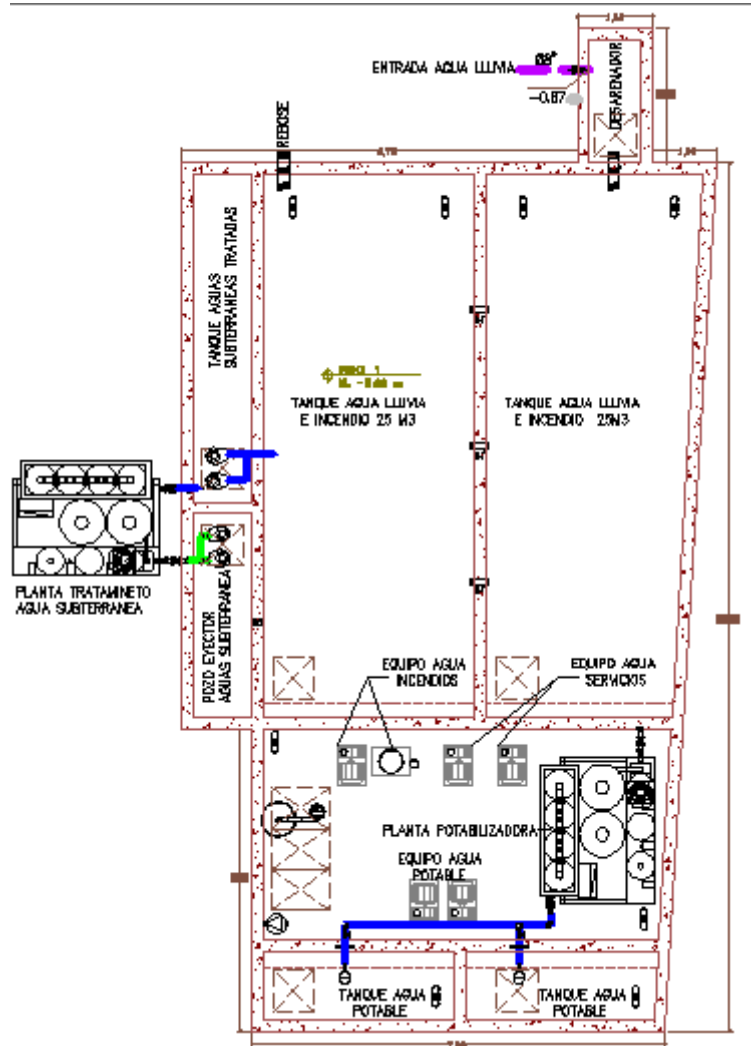 ENTRADA AGUA LLUVIA
Ø8"
-0.87
DESARENADOR
REBOSE
TANQUE AGUAS
SUBTERRANEAS TRATADAS
TANQUE AGUA LLUVIA
E INCENDIO 25 M3
TANQUE AGUA LLUVIA
E INCENDIO 25M3
PLANTA TRATAMINETO
AGUA SUBTERRANEA
POZO EYECTOR
AGUAS SUBTERRANEA
EQUIPO AGUA
INCENDIOS
EQUIPO AGUA
SERVICIOS
PLANTA POTABILIZADORA
EQUIPO AGUA
POTABLE
TANQUE AGUA
POTABLE
TANQUE AGUA
POTABLE